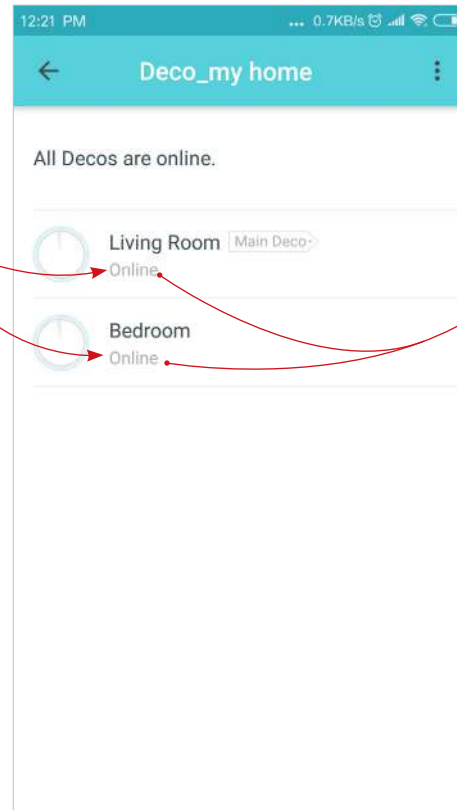 12:21 PM ... 0.7KB/s
Deco_my home
All Decos are online.
Living Room Main Deco
Online
Bedroom
Online